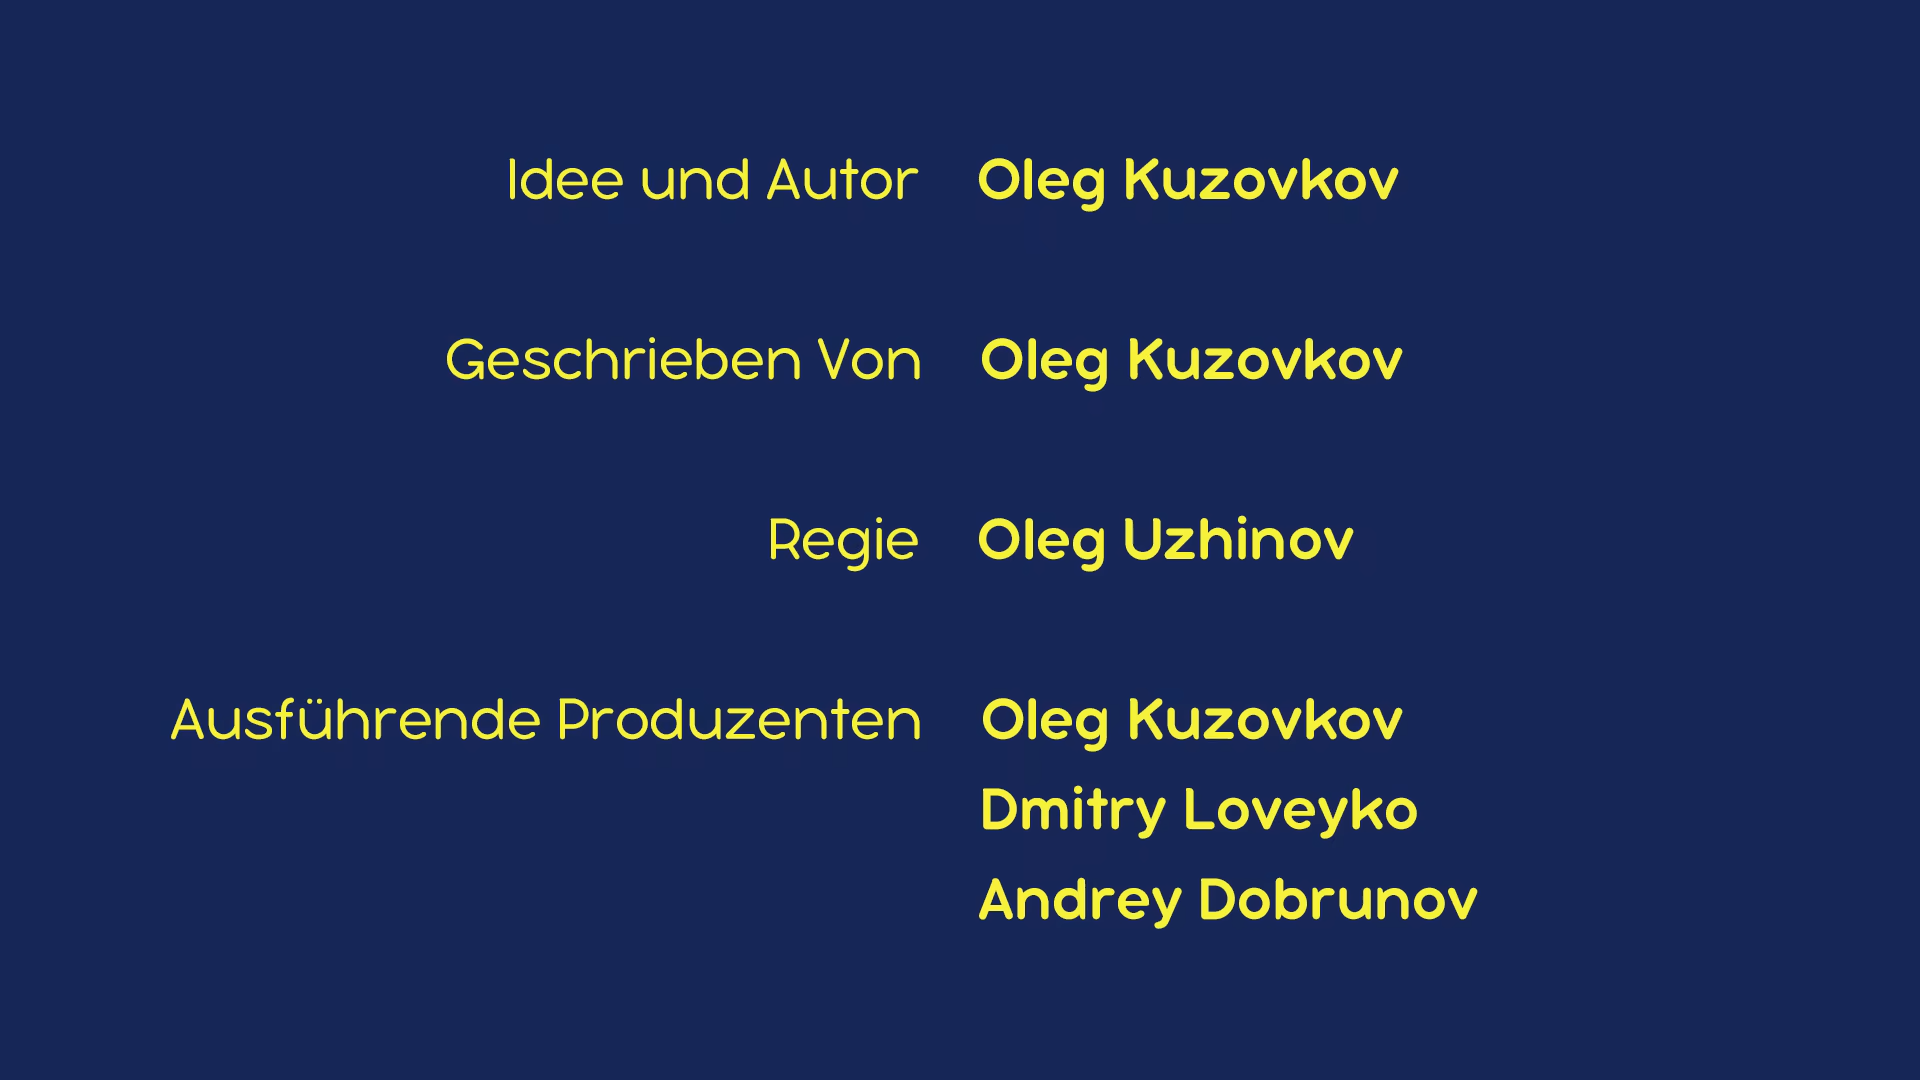 Idee und Autor Oleg Kuzovkov
Geschrieben Von Oleg Kuzovkov
Regie Oleg Uzhinov
Ausführende Produzenten Oleg Kuzovkov
Dmitry Loveyko
Andrey Dobrunov